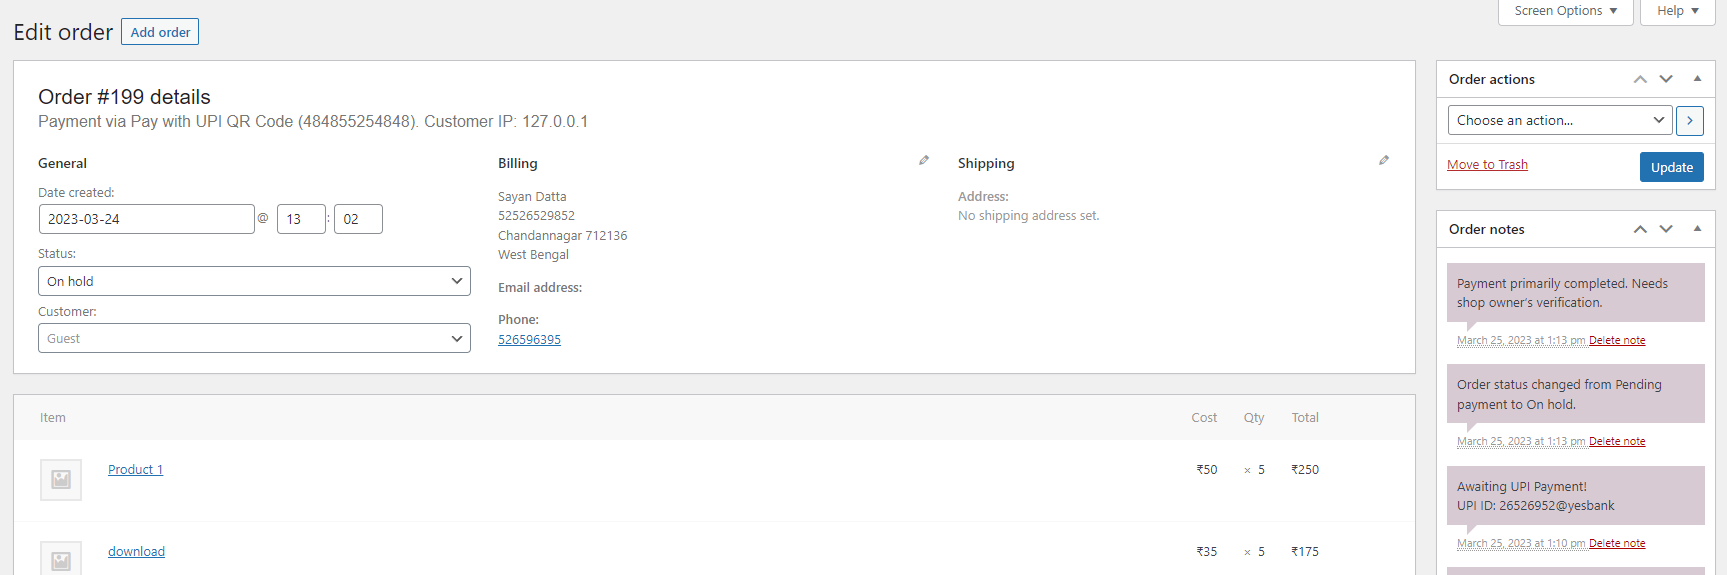 Screen Options ▼
Help ▼
Edit order
Add order
Order #199 details
Payment via Pay with UPI QR Code (484855254848). Customer IP: 127.0.0.1
General
Date created:
2023-03-24 @ 13 : 02
Status:
On hold
Customer:
Guest
Billing
Sayan Datta
52526529852
Chandannagar 712136
West Bengal
Email address:
Phone:
526596395
Shipping
Address:
No shipping address set.
Item Cost Qty Total
Product 1 ₹50 × 5 ₹250
download ₹35 × 5 ₹175
Order actions
Choose an action...
Move to Trash
Update
Order notes
Payment primarily completed. Needs
shop owner's verification.
March 25, 2023 at 1:13 pm Delete note
Order status changed from Pending
payment to On hold.
March 25, 2023 at 1:13 pm Delete note
Awaiting UPI Payment!
UPI ID: 26526952@yesbank
March 25, 2023 at 1:10 pm Delete note